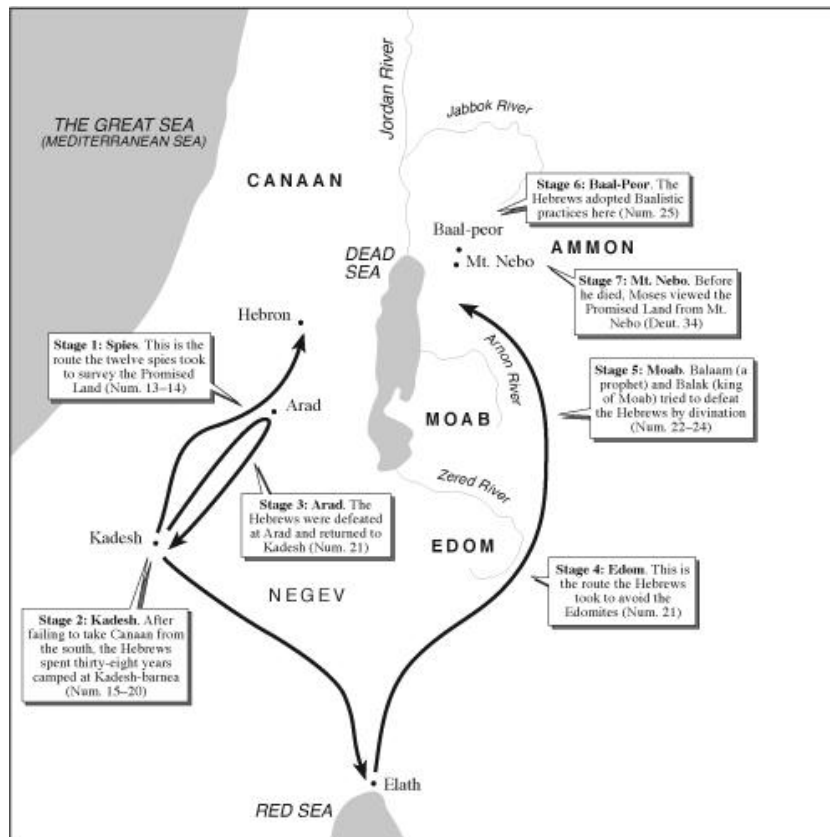 THE GREAT SEA
(MEDITERRANEAN SEA)
Jordan River
Jabbok River
CANAAN
Stage 6: Baal-Peor. The
Hebrews adopted Baalistic
practices here (Num. 25)
Baal-peor
AMMON
DEAD
SEA
Mt. Nebo
Stage 7: Mt. Nebo. Before
he died, Moses viewed the
Promised Land from Mt.
Nebo (Deut. 34)
Hebron
Stage 1: Spies. This is the
route the twelve spies took
to survey the Promised
Land (Num. 13–14)
Arnon River
Stage 5: Moab. Balaam (a
prophet) and Balak (king
of Moab) tried to defeat
the Hebrews by divination
(Num. 22–24)
Arad
MOAB
Stage 3: Arad. The
Hebrews were defeated
at Arad and returned to
Kadesh (Num. 21)
Zered River
Kadesh
EDOM
Stage 4: Edom. This is
the route the Hebrews
took to avoid the
Edomites (Num. 21)
NEGEV
Stage 2: Kadesh. After
failing to take Canaan from
the south, the Hebrews
spent thirty-eight years
camped at Kadesh-barnea
(Num. 15–20)
Elath
RED SEA